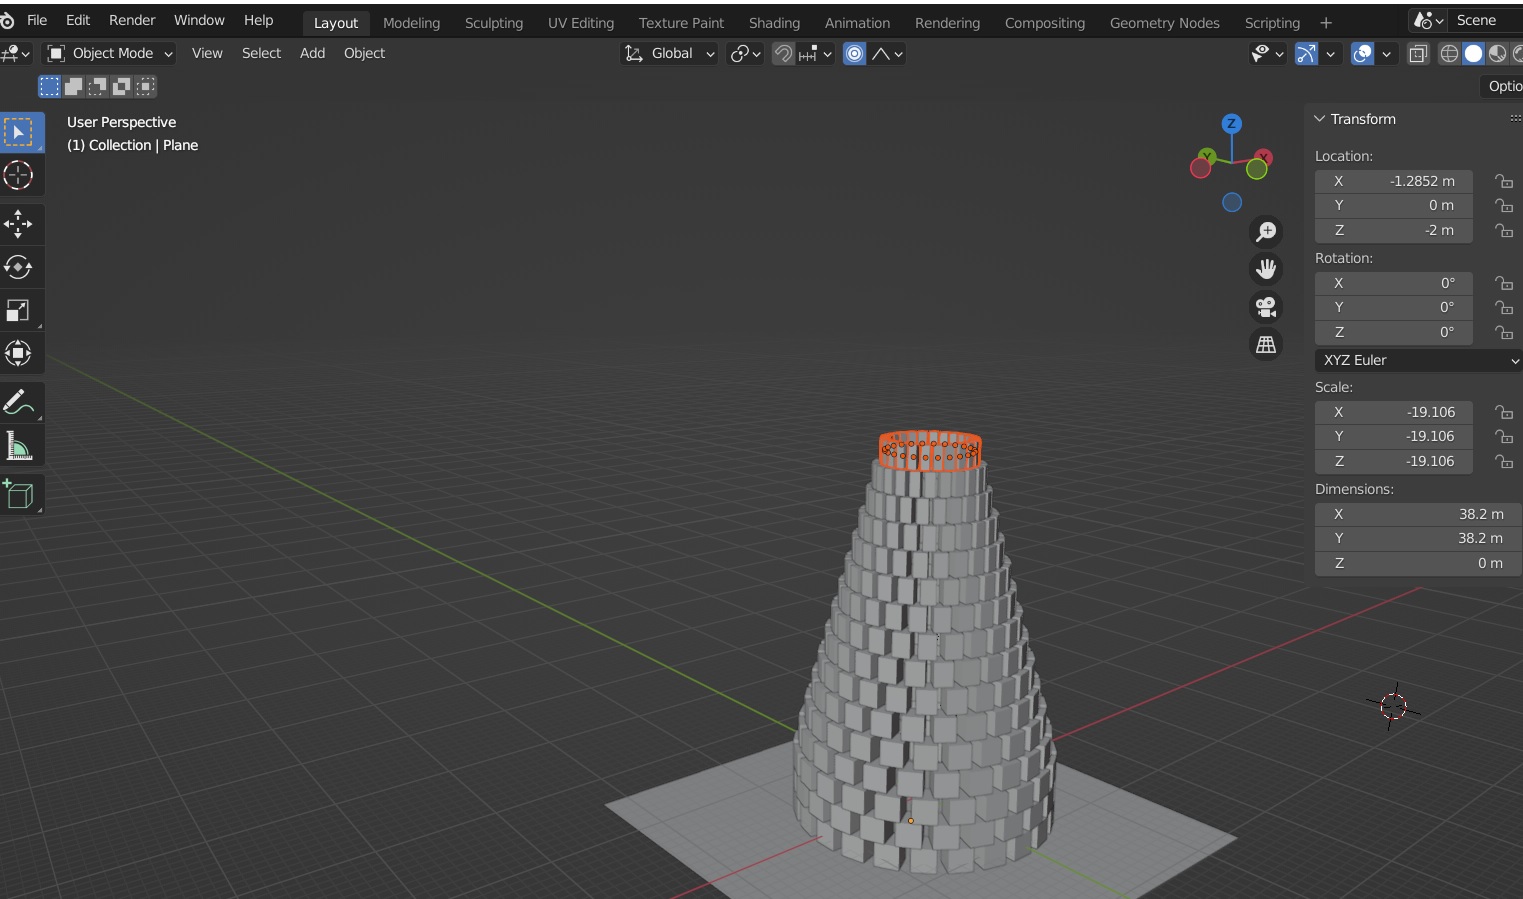 File Edit Render Window Help Layout Modeling Sculpting UV Editing Texture Paint Shading Animation Rendering Compositing Geometry Nodes Scripting + Scene
Object Mode View Select Add Object Global
Optio
User Perspective
(1) Collection | Plane
Z
Y
X
Transform
Location:
X -1.2852 m
Y 0 m
Z -2 m
Rotation:
X 0°
Y 0°
Z 0°
XYZ Euler
Scale:
X -19.106
Y -19.106
Z -19.106
Dimensions:
X 38.2 m
Y 38.2 m
Z 0 m